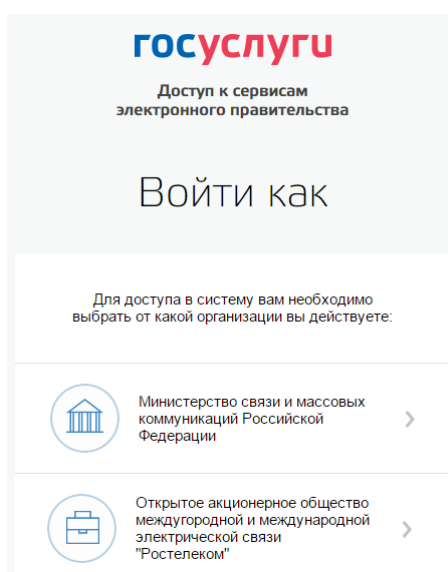 госуслуги
Доступ к сервисам
электронного правительства
Войти как
Для доступа в систему вам необходимо
выбрать от какой организации вы действуете:
Министерство связи и массовых
коммуникаций Российской
Федерации
Открытое акционерное общество
междугородной и международной
электрической связи
"Ростелеком"